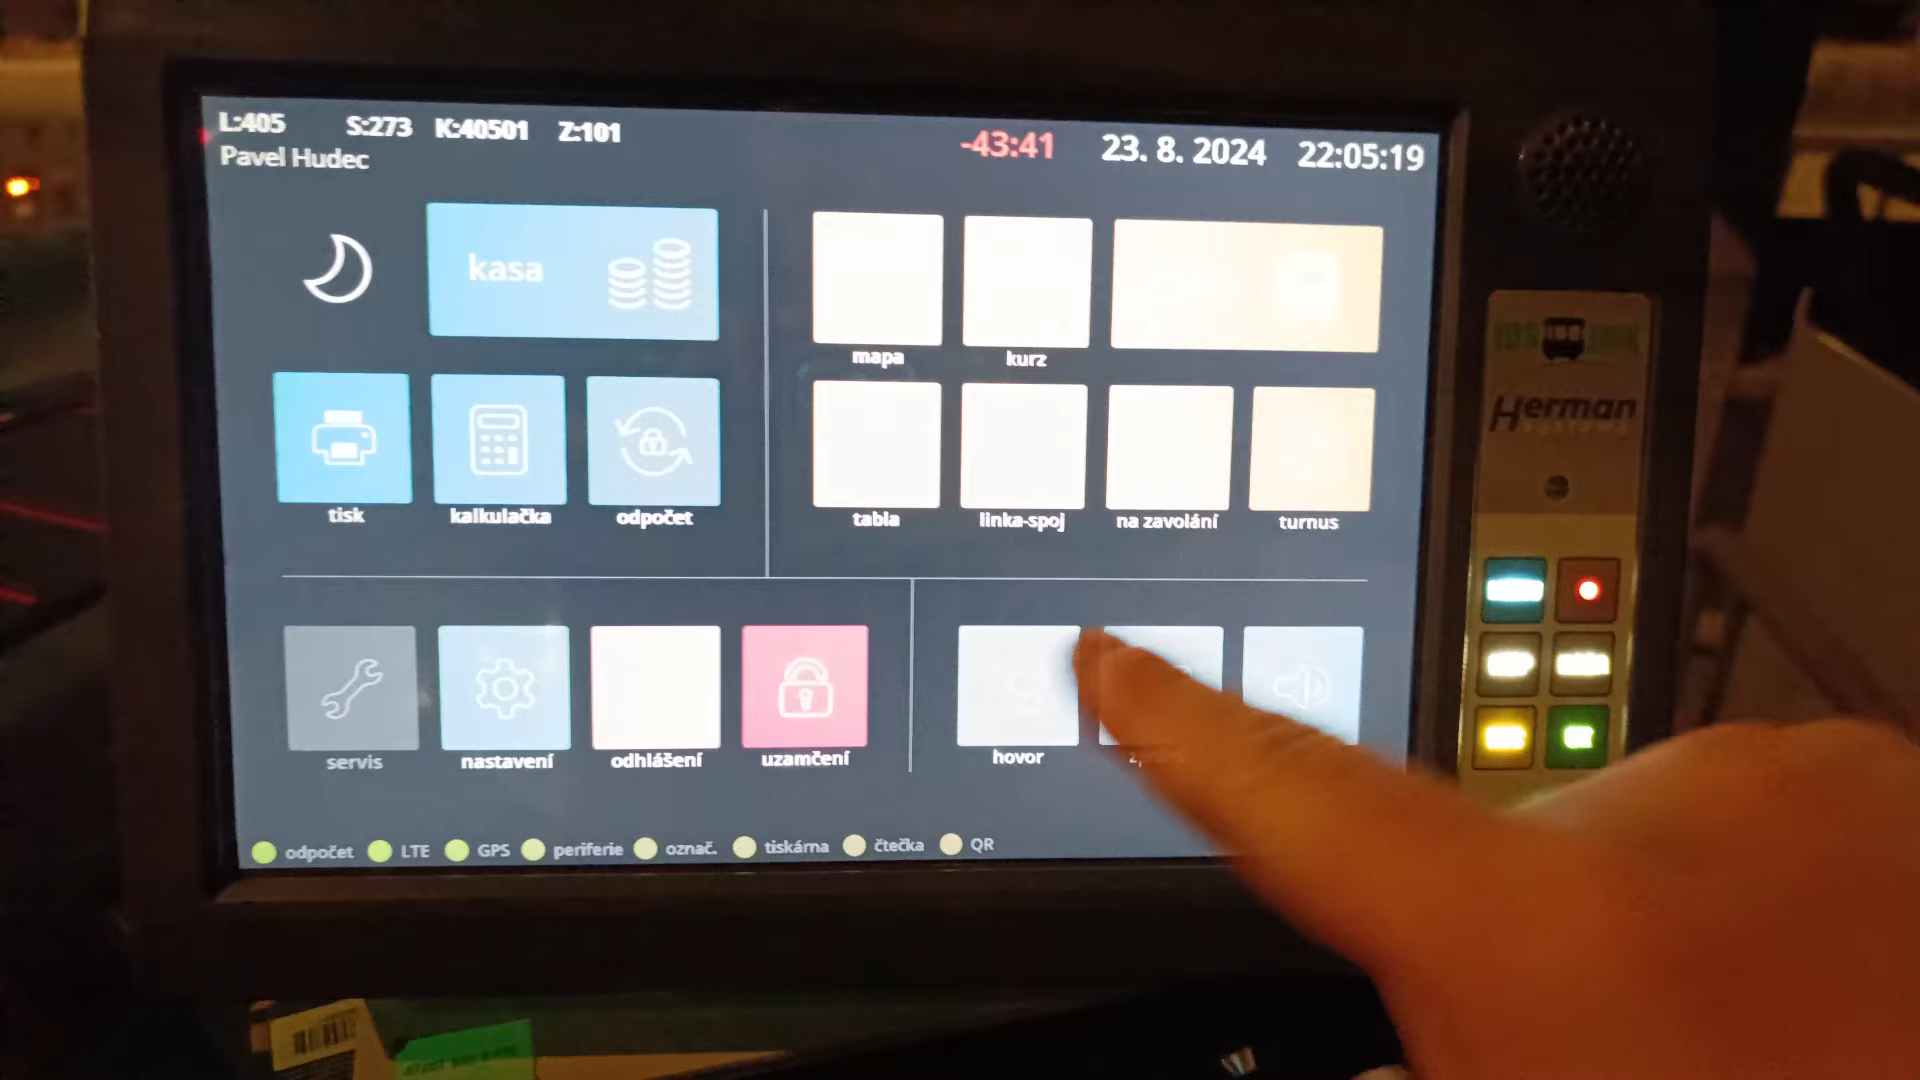 L:405 S:273 K:40501 Z:101 -43:41 23. 8. 2024 22:05:19
Pavel Hudec
kasa
mapa kurz
tisk kalkulačka odpočet tabla linka-spoj na zavolání turnus
servis nastavení odhlášení uzamčení hovor
odpočet LTE GPS periferie označ. tiskárna čtečka QR
Herman